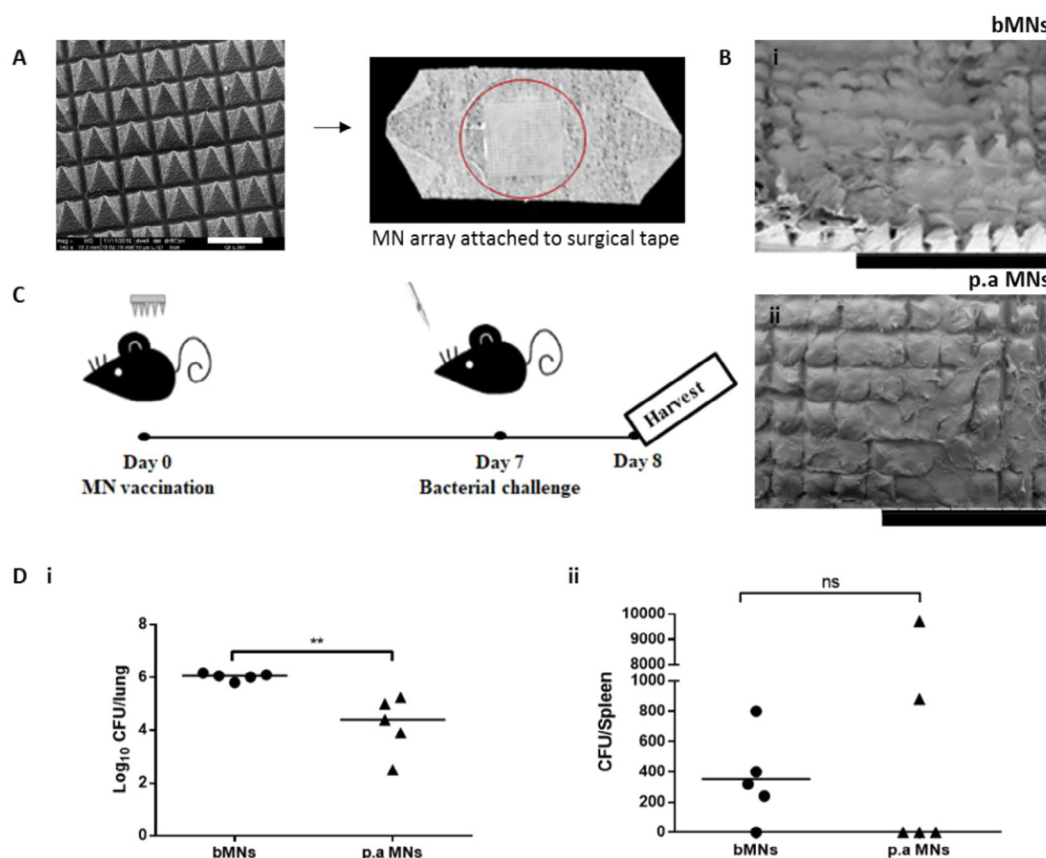 bMNs
A
B
i
MN array attached to surgical tape
p.a MNs
C
ii
Harvest
Day 0
Day 7
Day 8
MN vaccination
Bacterial challenge
D i
ii
ns
**
Log10 CFU/lung
8
6
4
2
0
bMNs
p.a MNs
CFU/Spleen
10000
9000
8000
1000
800
600
400
200
0
bMNs
p.a MNs